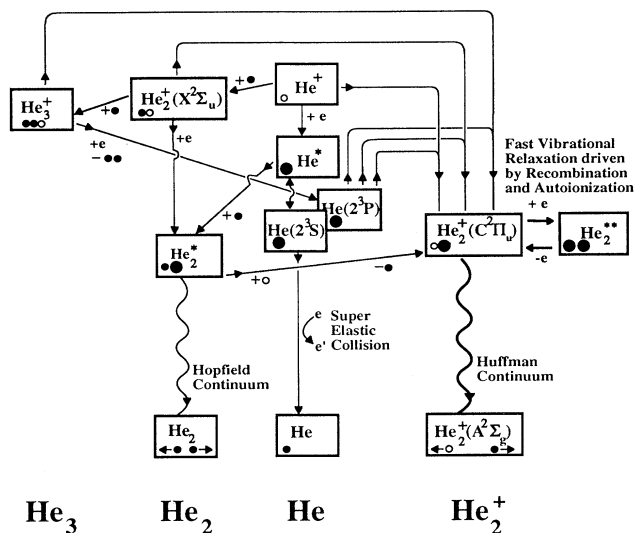 He₃⁺
He₂⁺(X²Σᵤ)
He⁺
+●
+●
+e
+e
+ e
−●●
He*
He(2³P)
He(2³S)
+●
He₂*
+○
−●
Fast Vibrational
Relaxation driven
by Recombination
and Autoionization
+ e
He₂⁺(C²Πᵤ)
He₂**
-e
e Super
Elastic
e' Collision
Hopfield
Continuum
Huffman
Continuum
He₂
He
He₂⁺(A²Σg)
He₃
He₂
He
He₂⁺